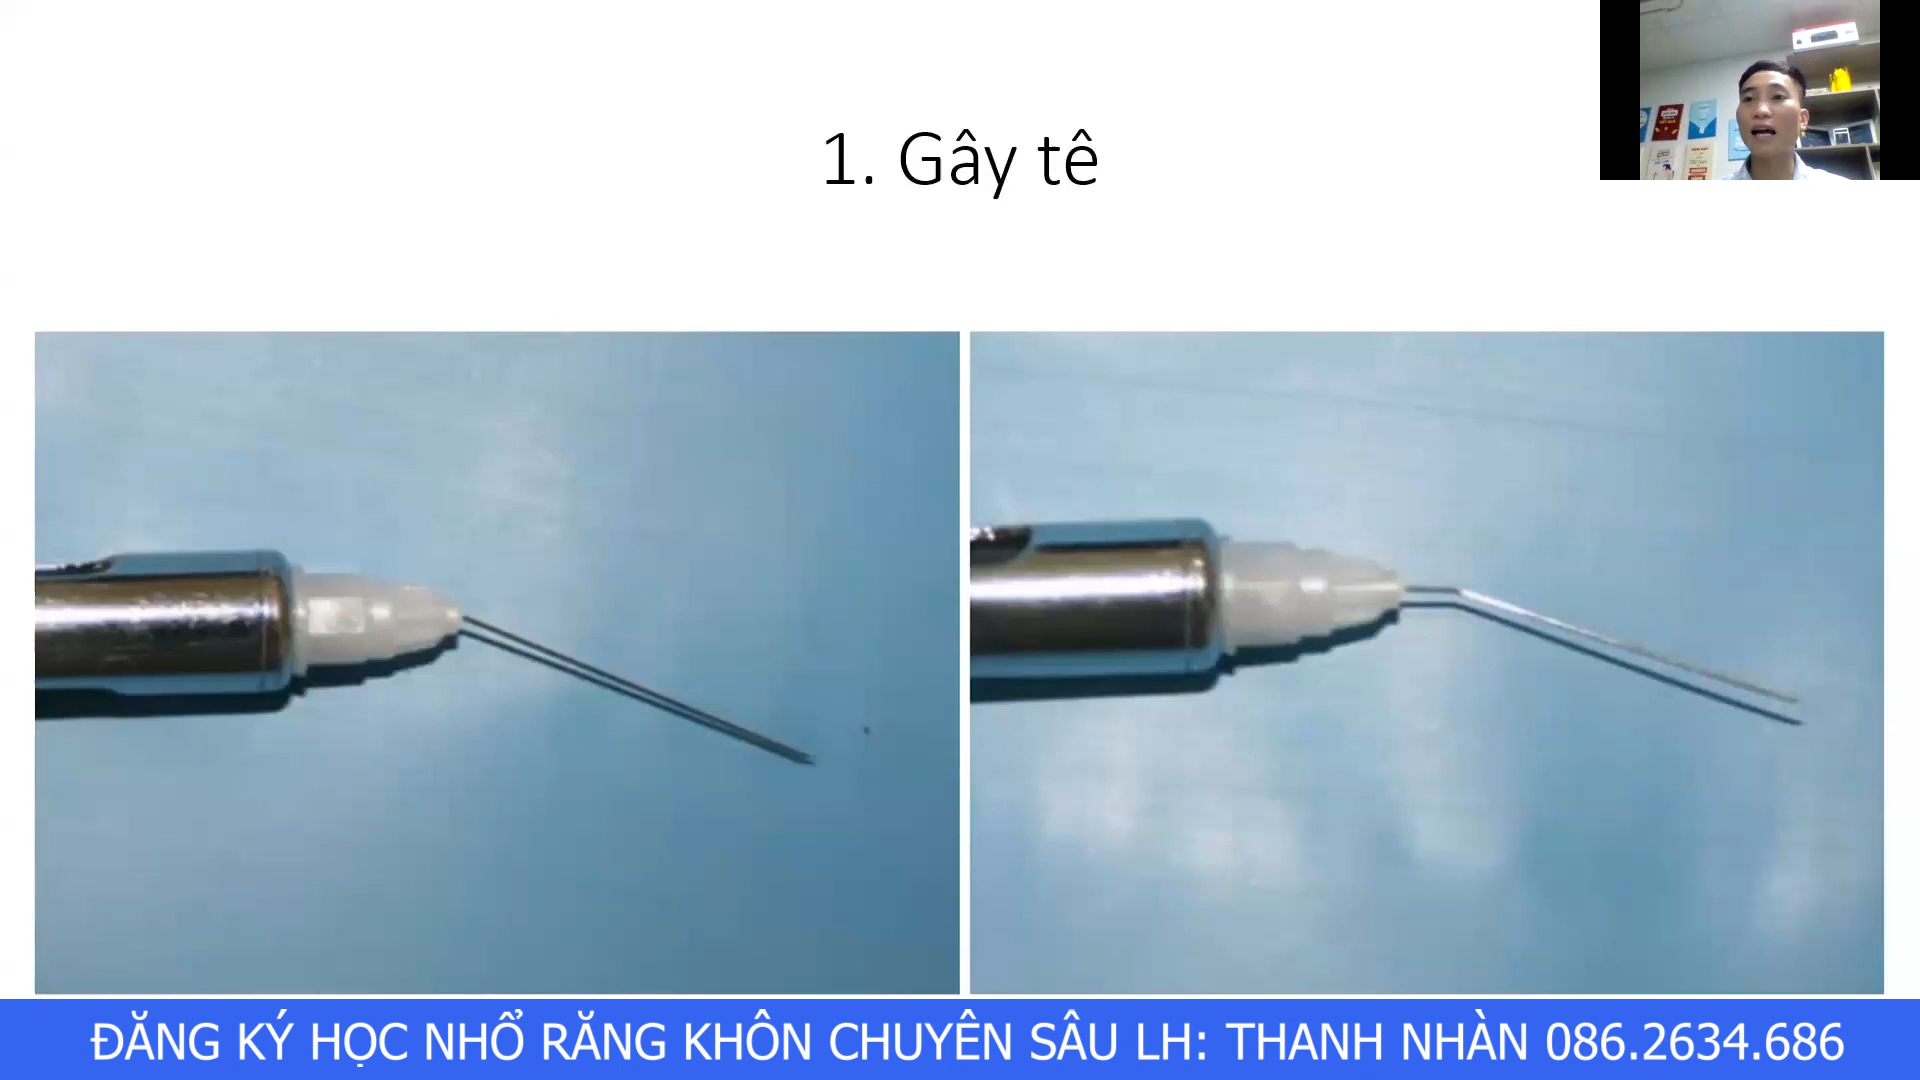 1. Gây tê
ĐĂNG KÝ HỌC NHỔ RĂNG KHÔN CHUYÊN SÂU LH: THANH NHÀN 086.2634.686